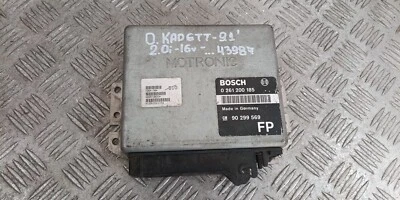 O. KADETT-91'
2.0i-16v-...43987
MOTRONIC
BOSCH
0 261 200 185
Made in Germany
GM 90 299 569
FP